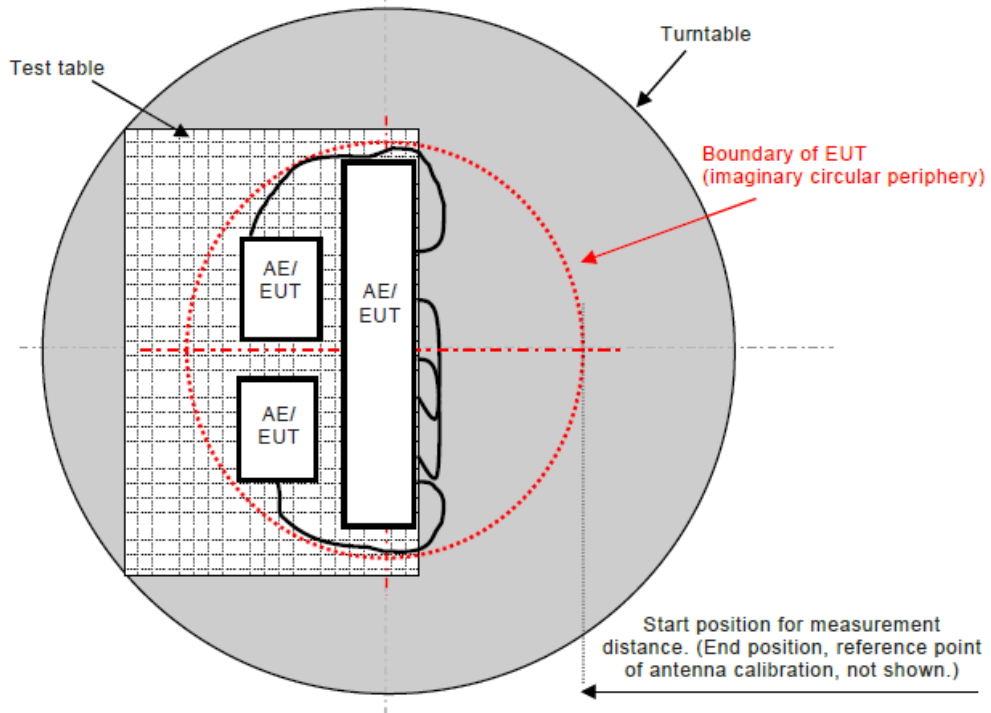 Turntable
Test table
Boundary of EUT
(imaginary circular periphery)
AE/
EUT
AE/
EUT
AE/
EUT
Start position for measurement
distance. (End position, reference point
of antenna calibration, not shown.)